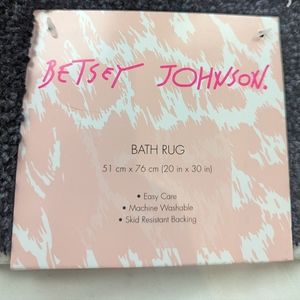 BETSEY JOHNSON.
BATH RUG
51 cm x 76 cm (20 in x 30 in)
• Easy Care
• Machine Washable
• Skid Resistant Backing